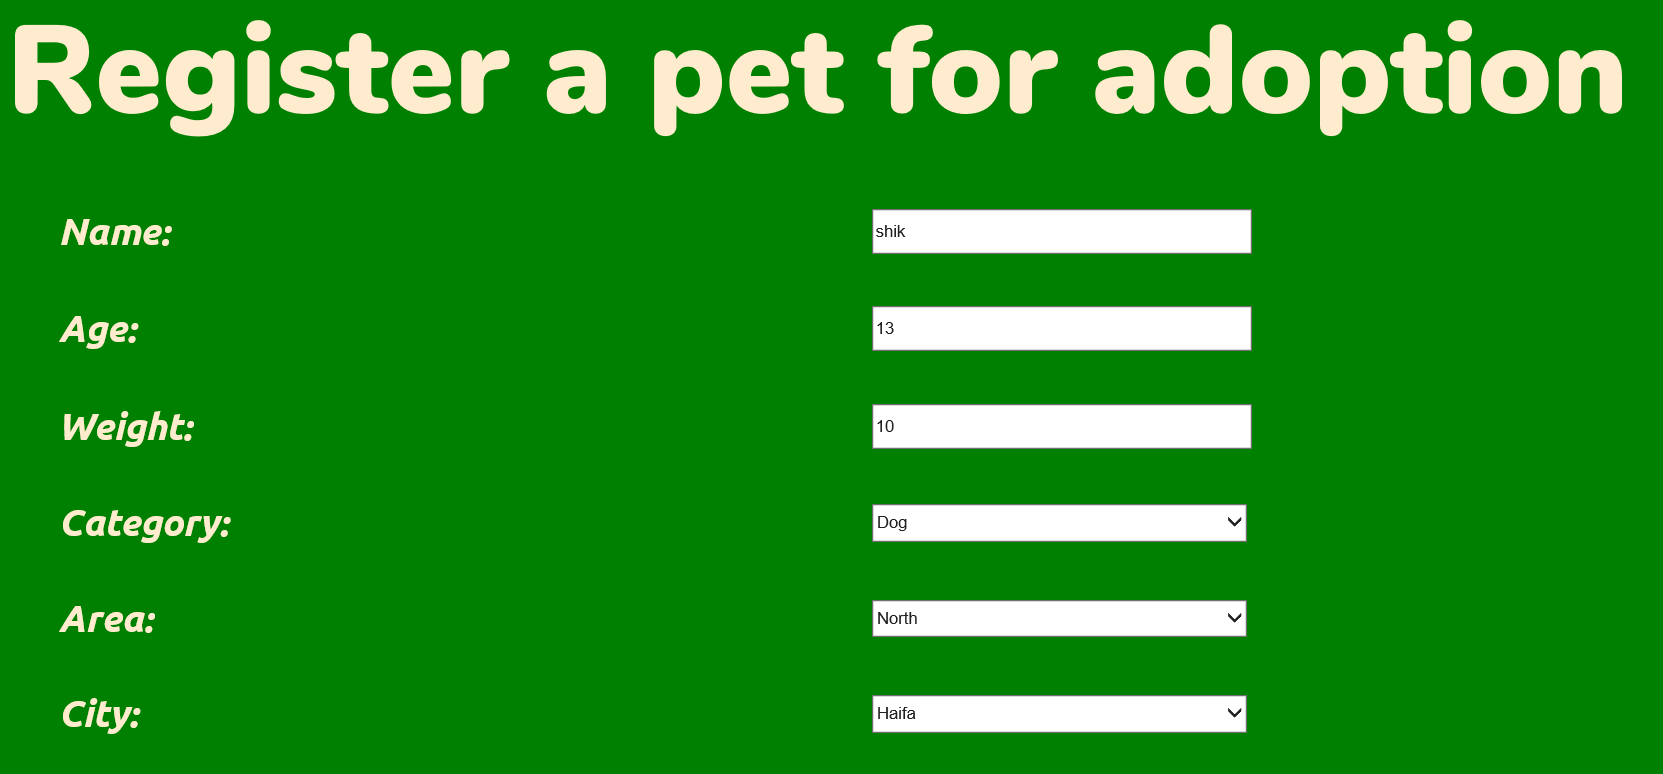 Register a pet for adoption
Name: shik
Age: 13
Weight: 10
Category: Dog
Area: North
City: Haifa